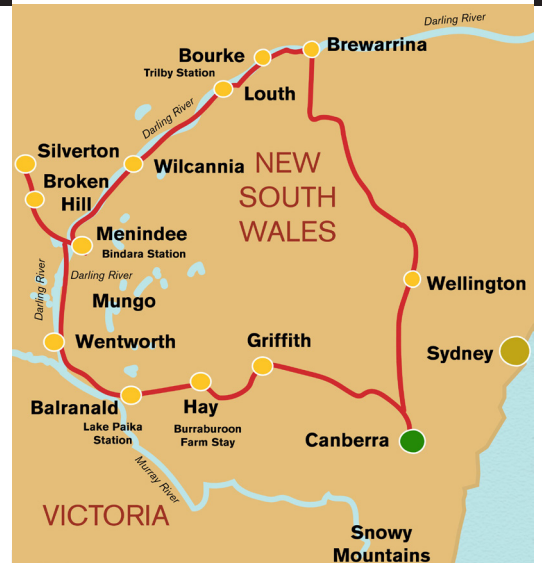 Darling River
Brewarrina
Bourke
Trilby Station
Louth
Darling River
Silverton
Broken
Hill
Wilcannia
NEW
SOUTH
WALES
Menindee
Bindara Station
Darling River
Darling River
Mungo
Wellington
Wentworth
Griffith
Sydney
Balranald
Lake Paika
Station
Hay
Burraburoon
Farm Stay
Canberra
Murray River
VICTORIA
Snowy
Mountains